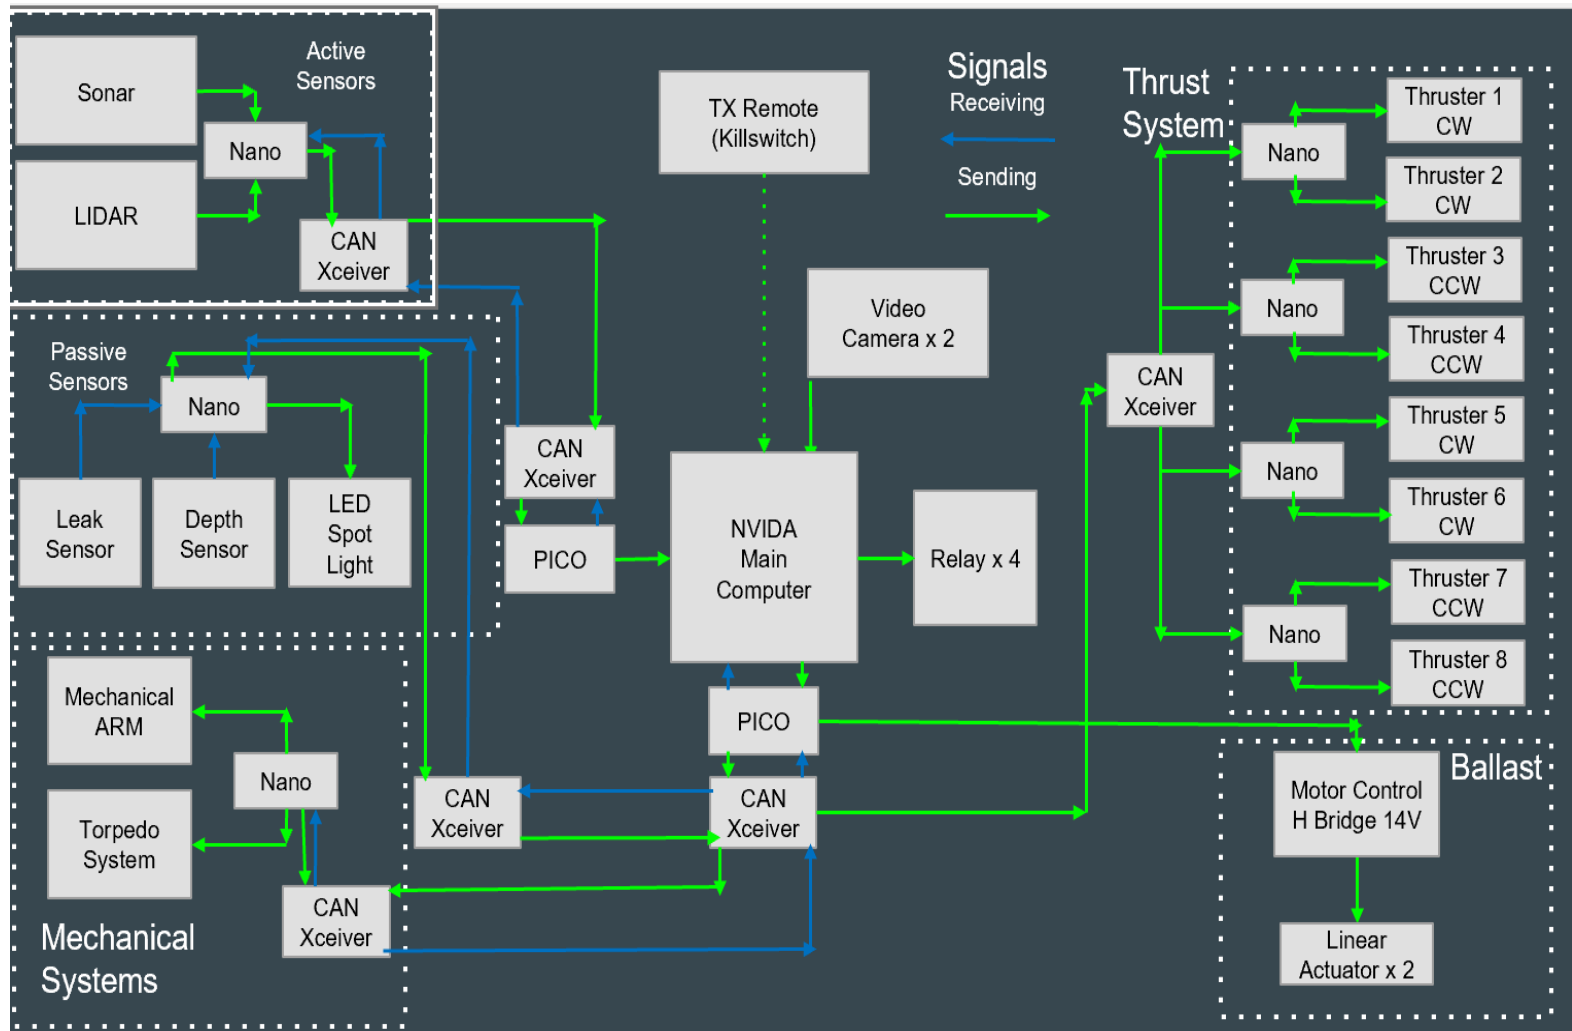 Active
Sensors
Sonar
Nano
LIDAR
CAN
Xceiver
TX Remote
(Killswitch)
Signals
Receiving
Sending
Thrust
System
Nano
Thruster 1
CW
Thruster 2
CW
Nano
Thruster 3
CCW
Thruster 4
CCW
CAN
Xceiver
Nano
Thruster 5
CW
Thruster 6
CW
Nano
Thruster 7
CCW
Thruster 8
CCW
Video
Camera x 2
Passive
Sensors
Nano
Leak
Sensor
Depth
Sensor
LED
Spot
Light
CAN
Xceiver
PICO
NVIDA
Main
Computer
Relay x 4
PICO
CAN
Xceiver
CAN
Xceiver
Mechanical
ARM
Nano
Torpedo
System
CAN
Xceiver
Mechanical
Systems
Ballast
Motor Control
H Bridge 14V
Linear
Actuator x 2